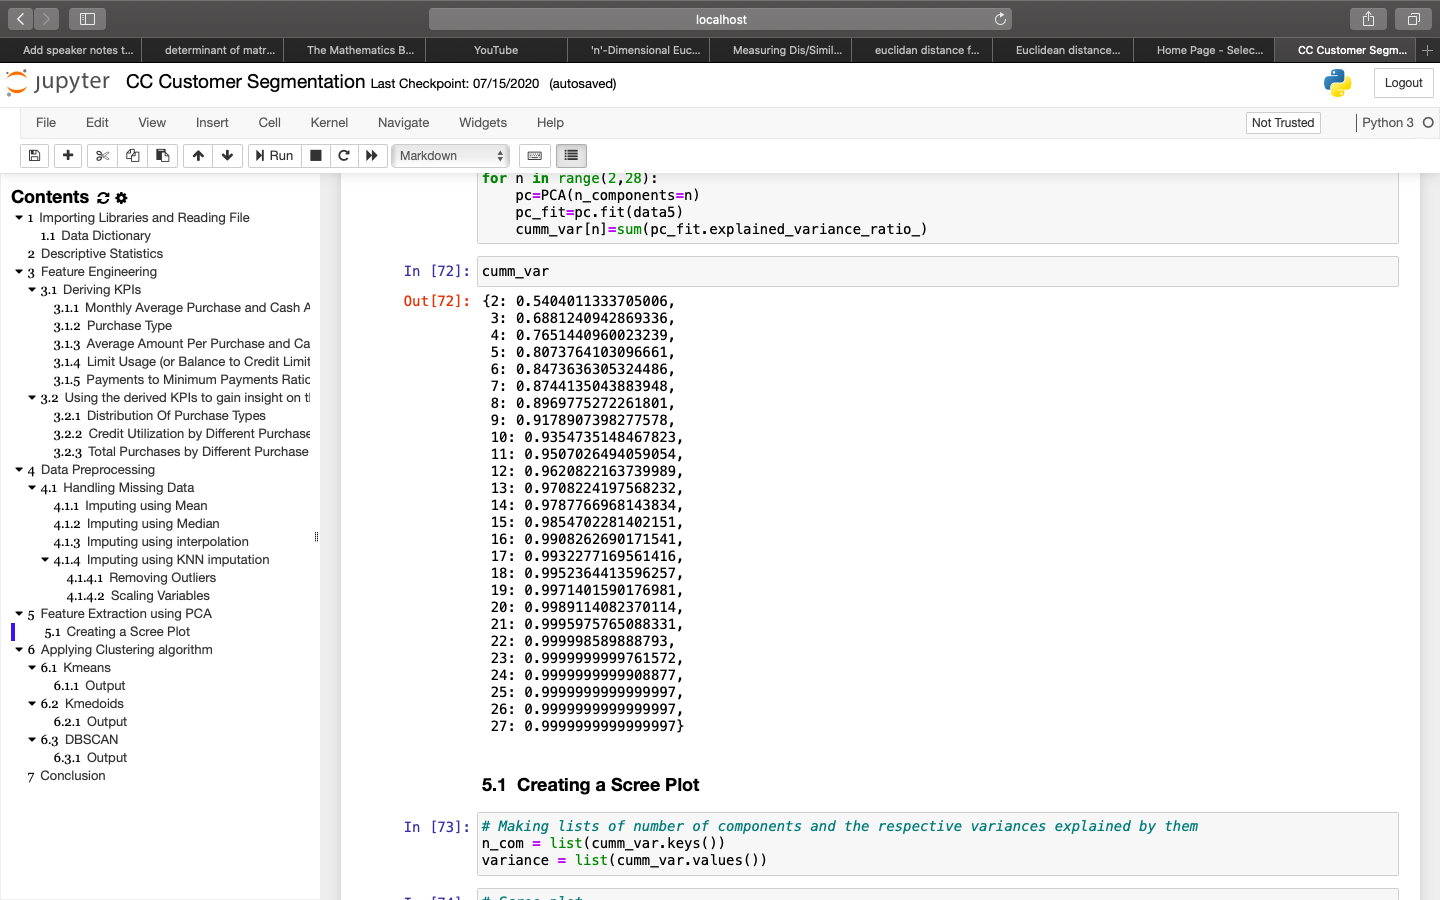 localhost
Add speaker notes t...
determinant of matr...
The Mathematics B...
YouTube
'n'-Dimensional Euc...
Measuring Dis/Simil...
euclidan distance f...
Euclidean distance...
Home Page - Selec...
CC Customer Segm...
jupyter CC Customer Segmentation Last Checkpoint: 07/15/2020 (autosaved)
Logout
File Edit View Insert Cell Kernel Navigate Widgets Help
Not Trusted
Python 3
Run
Markdown
Contents
1 Importing Libraries and Reading File
1.1 Data Dictionary
2 Descriptive Statistics
3 Feature Engineering
3.1 Deriving KPIs
3.1.1 Monthly Average Purchase and Cash A
3.1.2 Purchase Type
3.1.3 Average Amount Per Purchase and Ca
3.1.4 Limit Usage (or Balance to Credit Limit
3.1.5 Payments to Minimum Payments Ratio
3.2 Using the derived KPIs to gain insight on tl
3.2.1 Distribution Of Purchase Types
3.2.2 Credit Utilization by Different Purchase
3.2.3 Total Purchases by Different Purchase
4 Data Preprocessing
4.1 Handling Missing Data
4.1.1 Imputing using Mean
4.1.2 Imputing using Median
4.1.3 Imputing using interpolation
4.1.4 Imputing using KNN imputation
4.1.4.1 Removing Outliers
4.1.4.2 Scaling Variables
5 Feature Extraction using PCA
5.1 Creating a Scree Plot
6 Applying Clustering algorithm
6.1 Kmeans
6.1.1 Output
6.2 Kmedoids
6.2.1 Output
6.3 DBSCAN
6.3.1 Output
7 Conclusion
for n in range(2,28):
pc=PCA(n_components=n)
pc_fit=pc.fit(data5)
cumm_var[n]=sum(pc_fit.explained_variance_ratio_)
In [72]: cumm_var
Out[72]: {2: 0.5404011333705006,
3: 0.6881240942869336,
4: 0.7651440960023239,
5: 0.8073764103096661,
6: 0.8473636305324486,
7: 0.8744135043883948,
8: 0.8969775272261801,
9: 0.9178907398277578,
10: 0.9354735148467823,
11: 0.9507026494059054,
12: 0.9620822163739989,
13: 0.9708224197568232,
14: 0.9787766968143834,
15: 0.9854702281402151,
16: 0.9908262690171541,
17: 0.9932277169561416,
18: 0.9952364413596257,
19: 0.9971401590176981,
20: 0.9989114082370114,
21: 0.9995975765088331,
22: 0.999998589888793,
23: 0.9999999999761572,
24: 0.9999999999908877,
25: 0.9999999999999997,
26: 0.9999999999999997,
27: 0.9999999999999997}
5.1 Creating a Scree Plot
In [73]: # Making lists of number of components and the respective variances explained by them
n_com = list(cumm_var.keys())
variance = list(cumm_var.values())
In [74]: # Scree plot